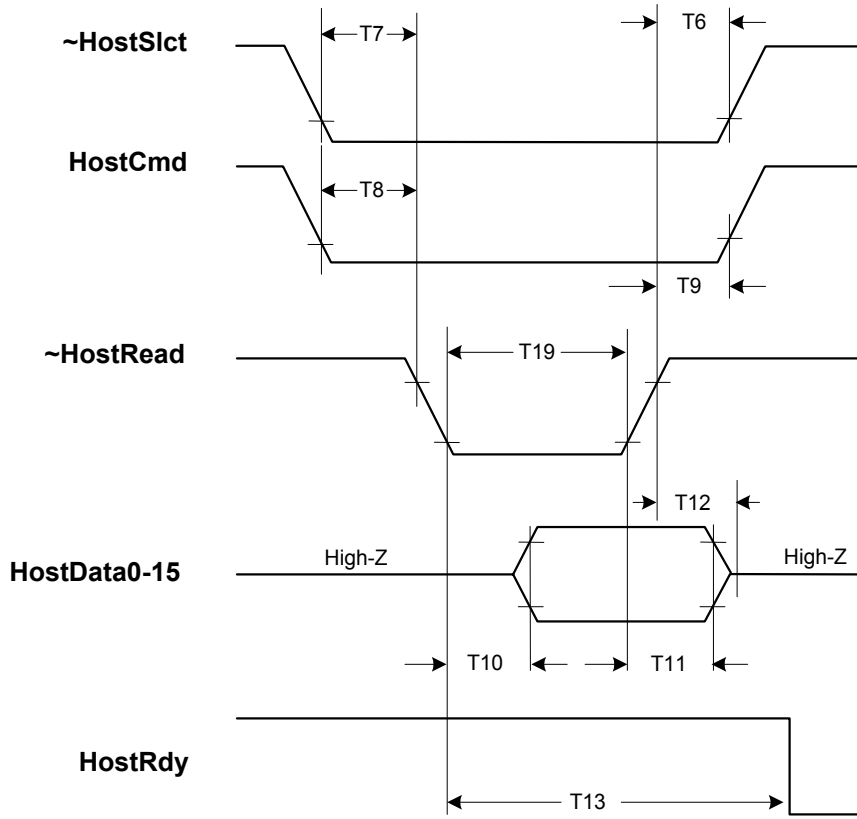 ~HostSlct
T7
T6
HostCmd
T8
T9
~HostRead
T19
T12
HostData0-15
High-Z
High-Z
T10
T11
HostRdy
T13